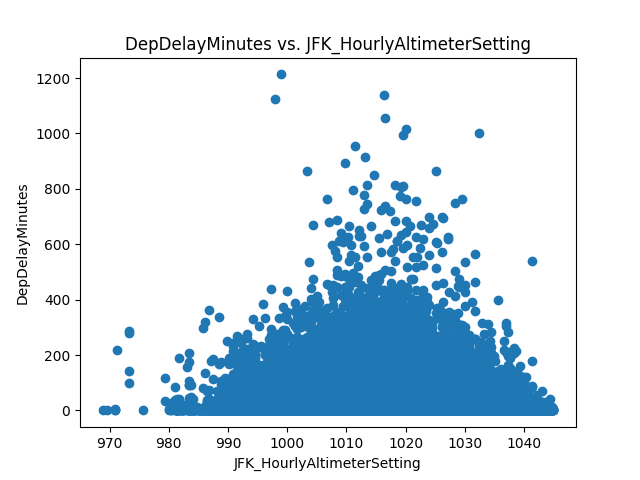 DepDelayMinutes vs. JFK_HourlyAltimeterSetting
1200
1000
800
600
400
200
0
DepDelayMinutes
970 980 990 1000 1010 1020 1030 1040
JFK_HourlyAltimeterSetting